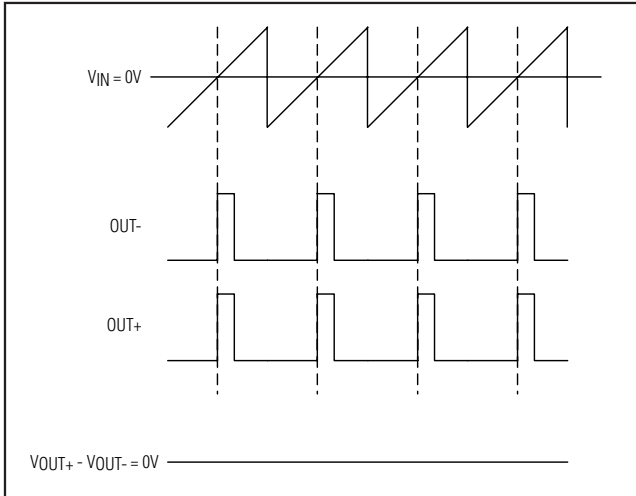 VIN = 0V
OUT-
OUT+
VOUT+ - VOUT- = 0V